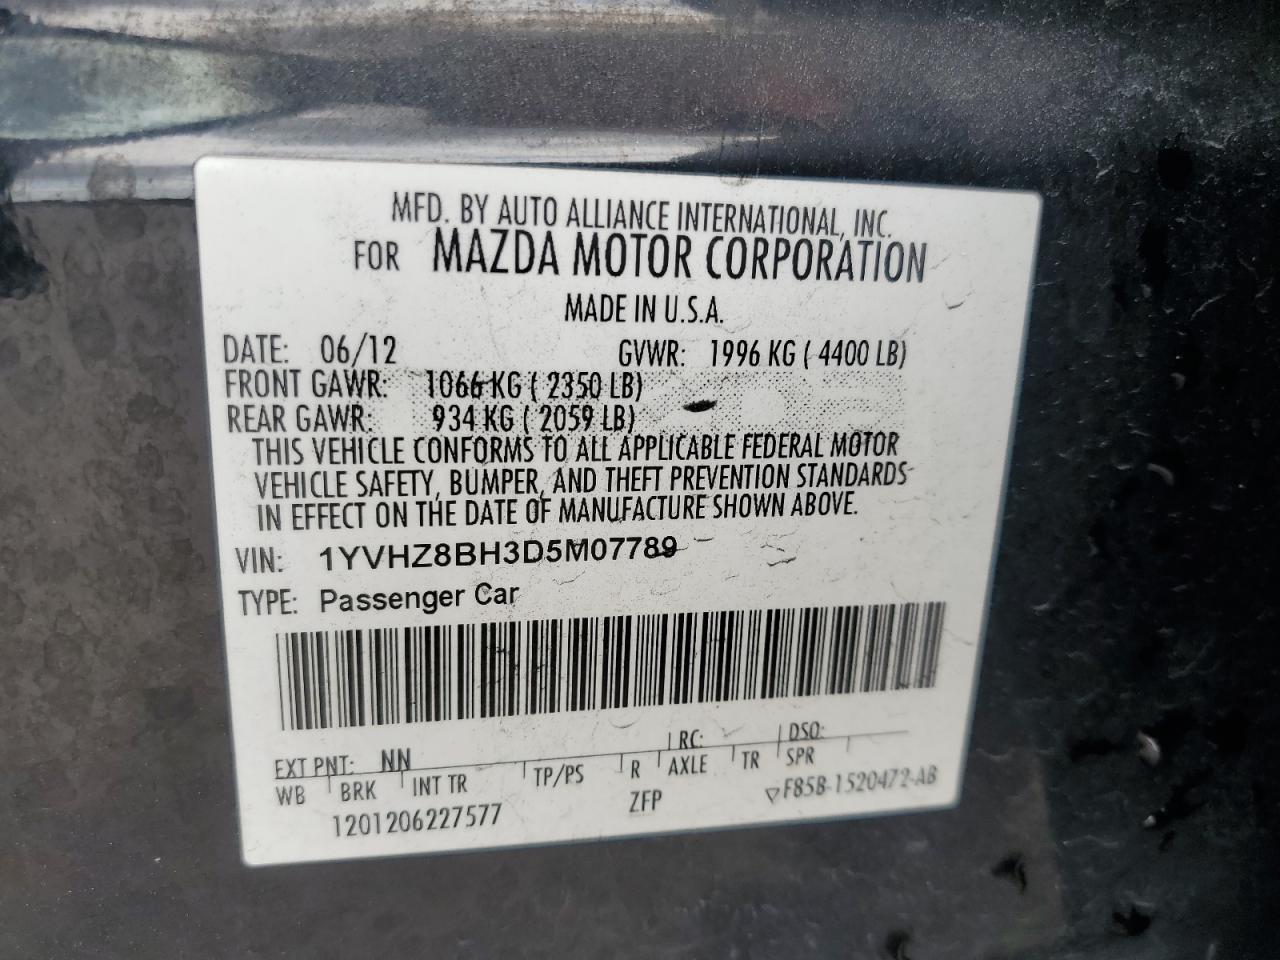 MFD. BY AUTO ALLIANCE INTERNATIONAL, INC.
FOR MAZDA MOTOR CORPORATION
MADE IN U.S.A.
DATE: 06/12 GVWR: 1996 KG ( 4400 LB)
FRONT GAWR: 1066 KG ( 2350 LB)
REAR GAWR: 934 KG ( 2059 LB)
THIS VEHICLE CONFORMS TO ALL APPLICABLE FEDERAL MOTOR
VEHICLE SAFETY, BUMPER, AND THEFT PREVENTION STANDARDS
IN EFFECT ON THE DATE OF MANUFACTURE SHOWN ABOVE.
VIN: 1YVHZ8BH3D5M07789
TYPE: Passenger Car
EXT PNT: NN RC: DSO:
WB BRK INT TR TP/PS R AXLE TR SPR
1201206227577 ZFP ▽F85B-1520472-AB